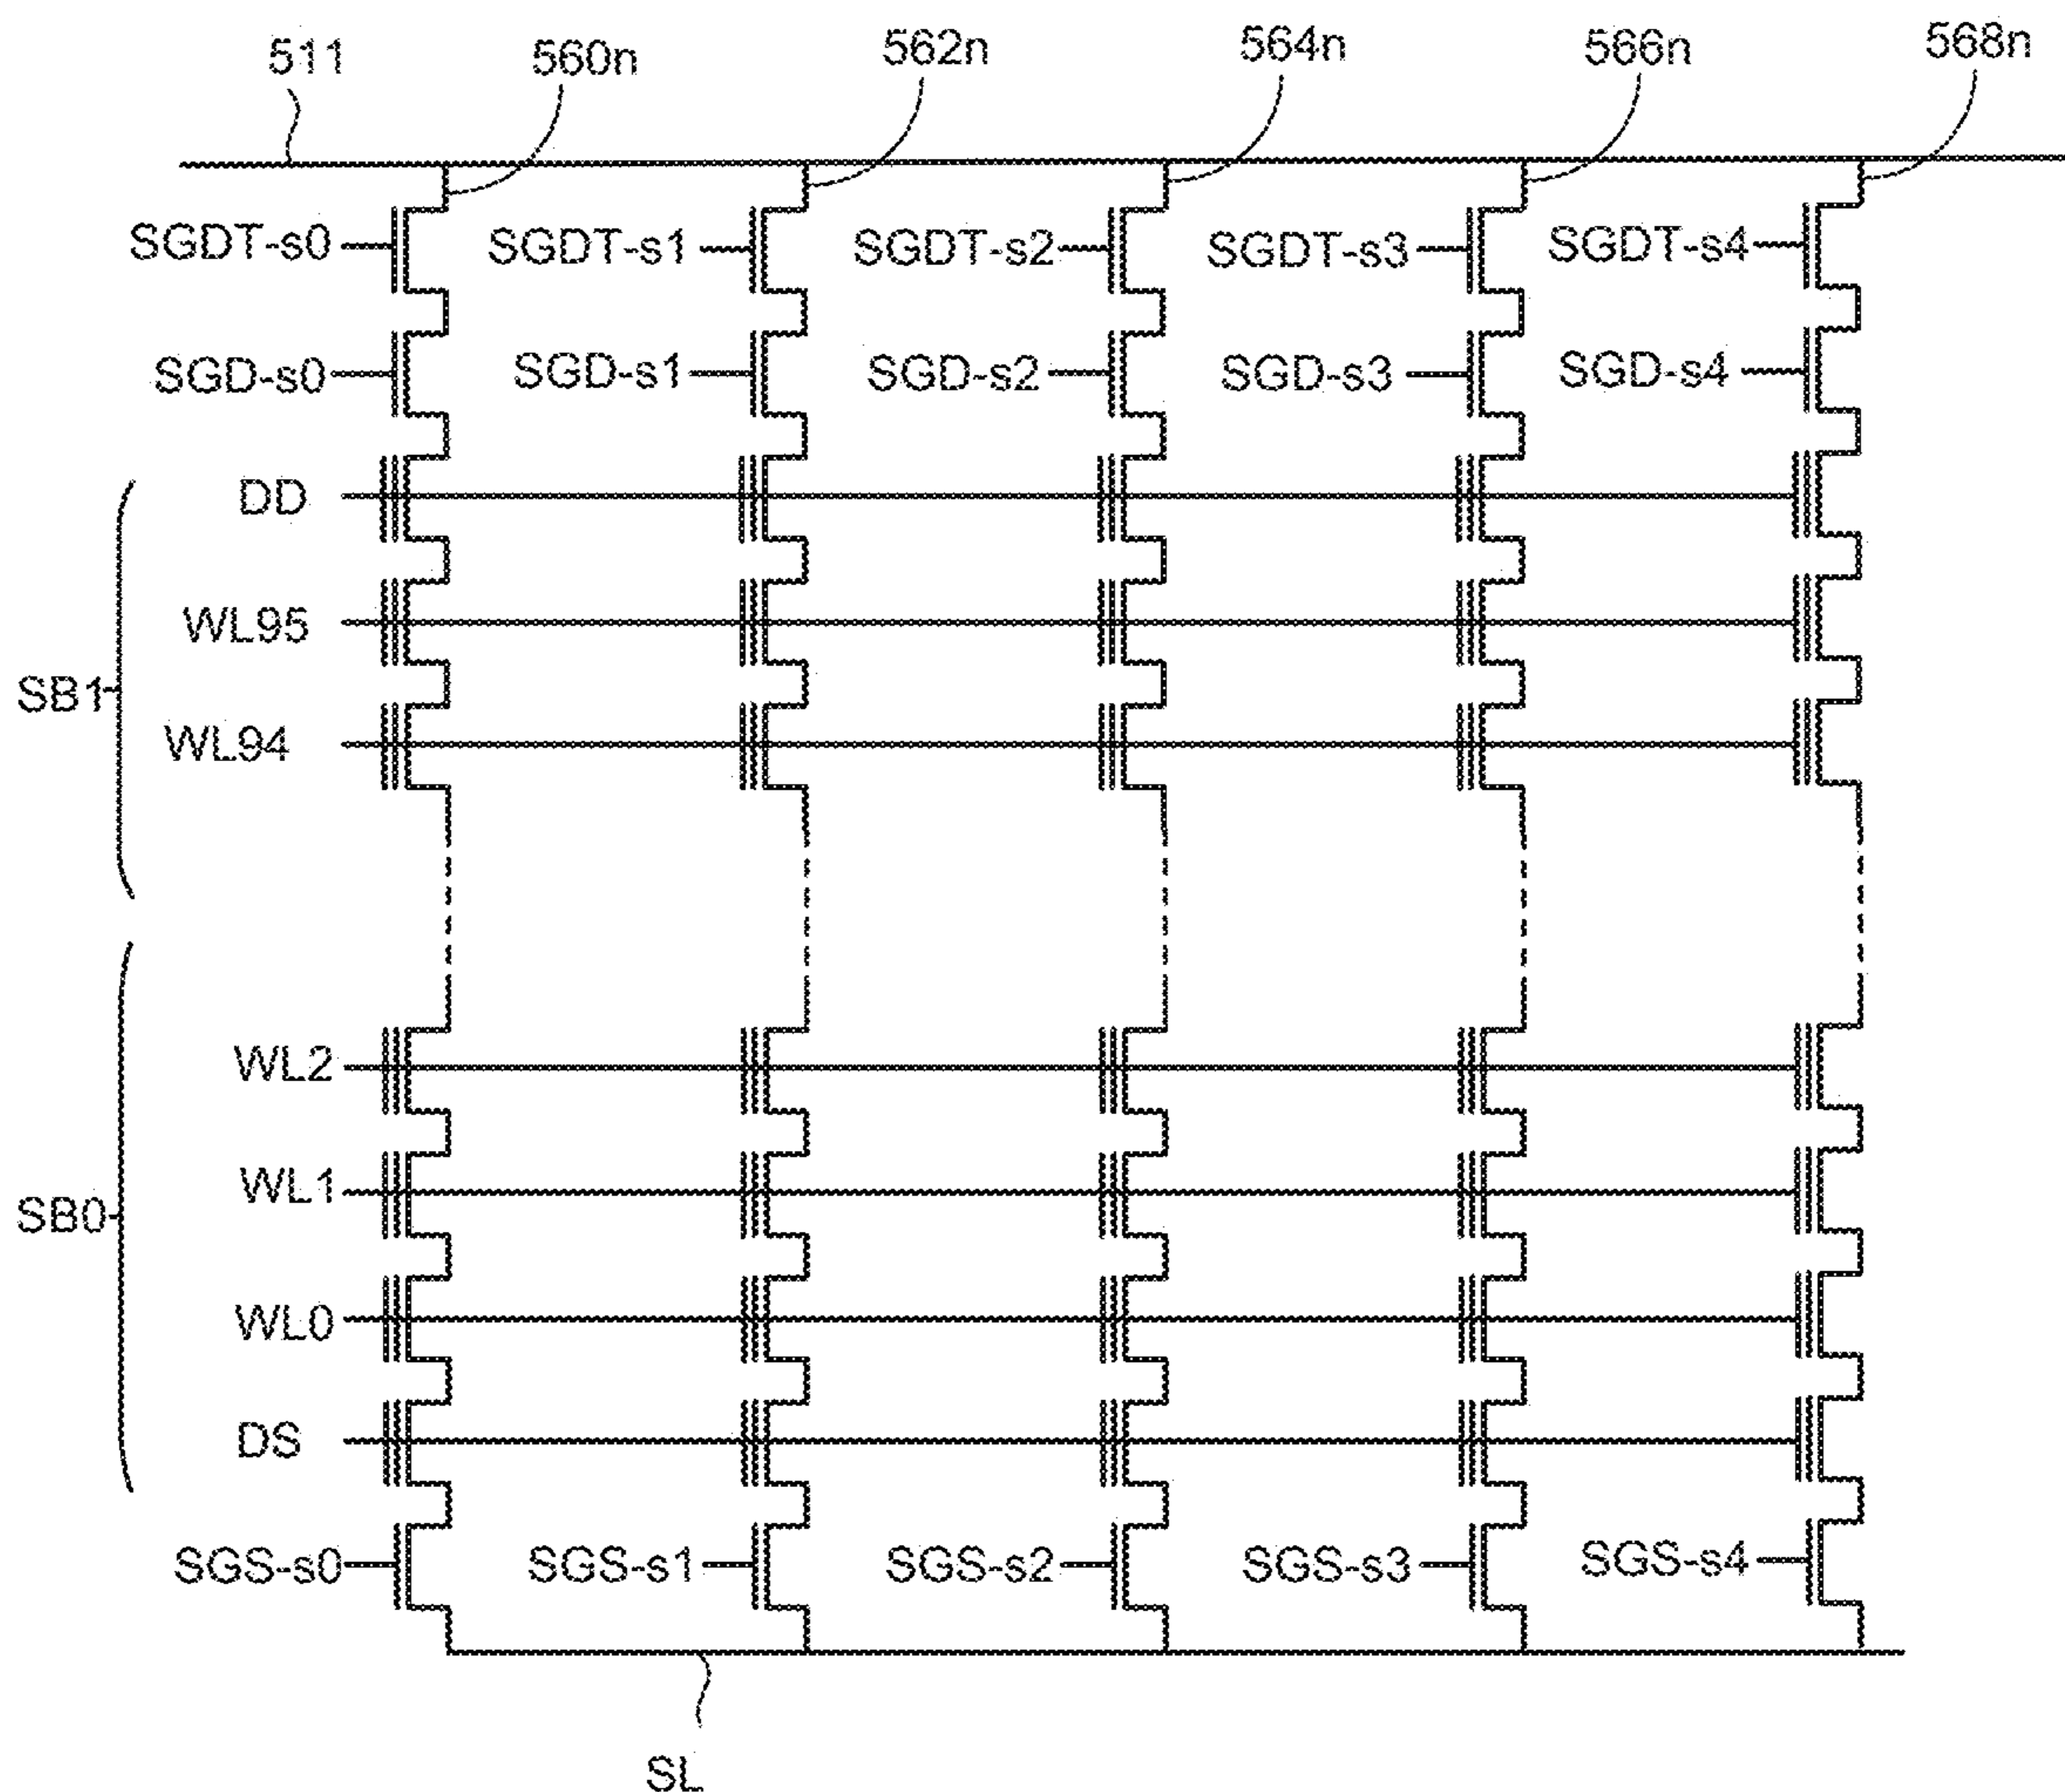 511 560n 562n 564n 566n 568n
SGDT-s0 SGDT-s1 SGDT-s2 SGDT-s3 SGDT-s4
SGD-s0 SGD-s1 SGD-s2 SGD-s3 SGD-s4
DD
WL95
SB1
WL94
WL2
WL1
SB0
WL0
DS
SGS-s0 SGS-s1 SGS-s2 SGS-s3 SGS-s4
SL